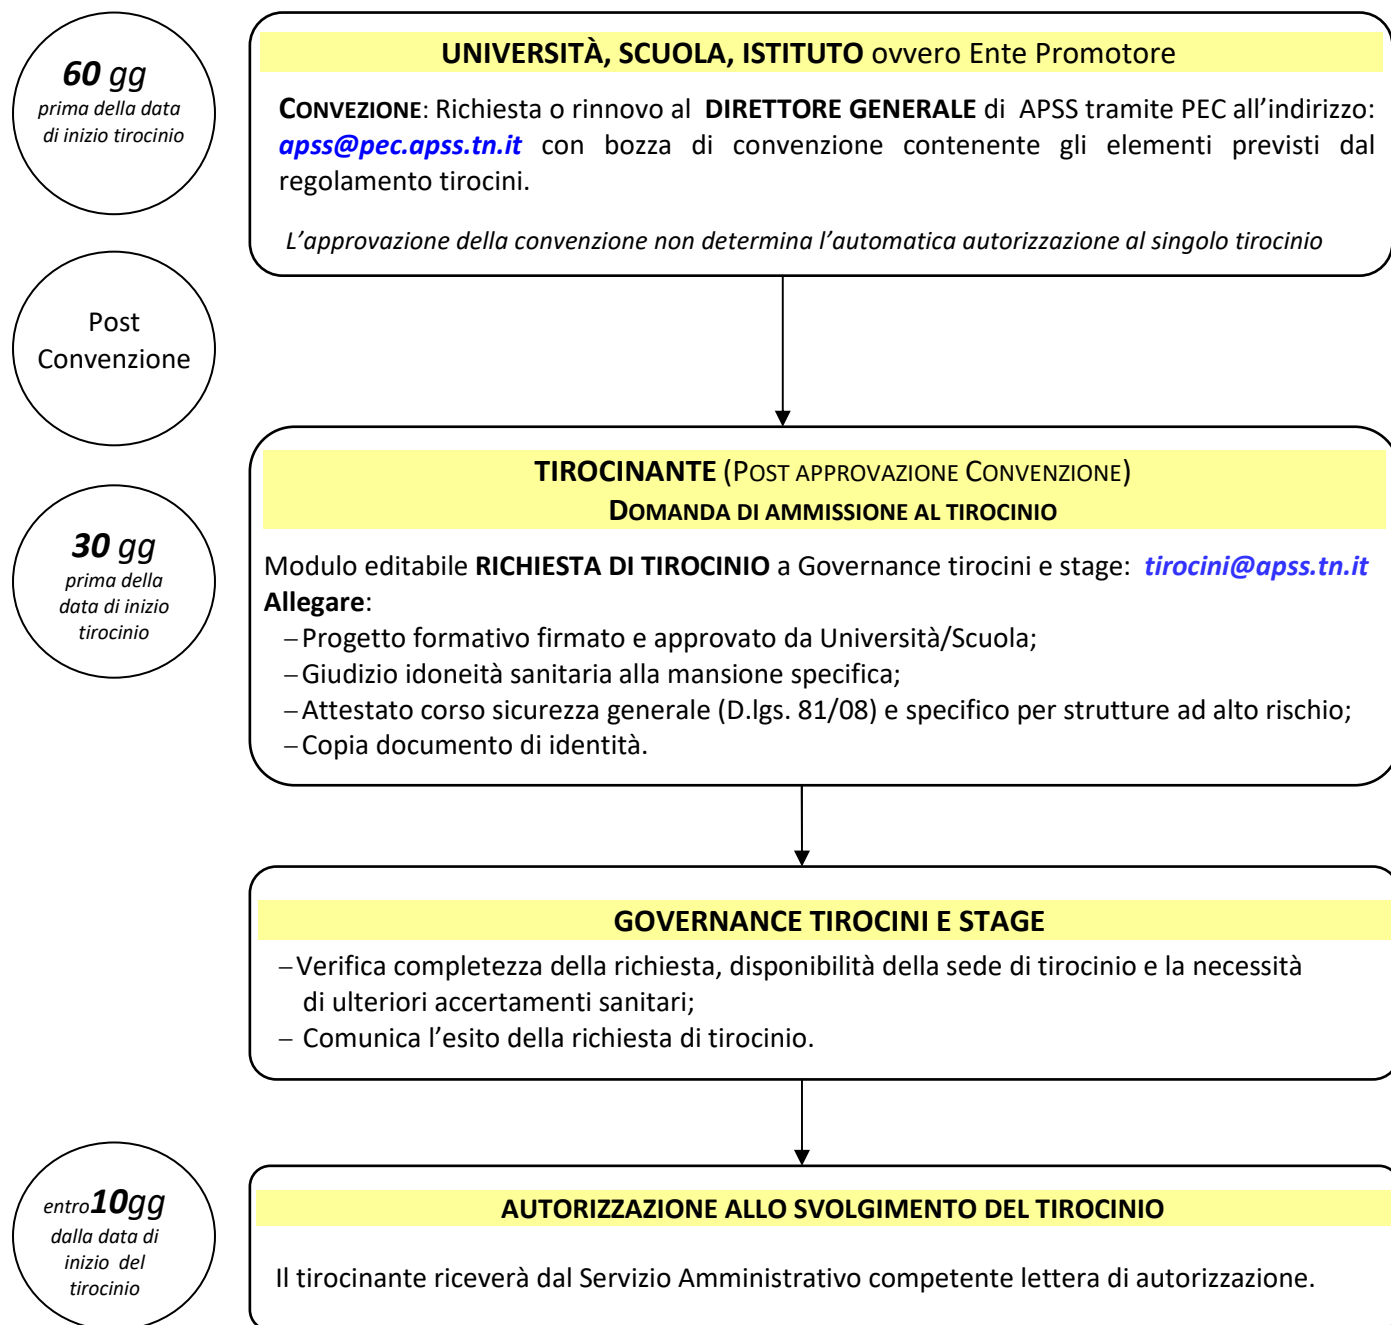 60 gg
prima della data
di inizio tirocinio
UNIVERSITÀ, SCUOLA, ISTITUTO ovvero Ente Promotore
CONVEZIONE: Richiesta o rinnovo al DIRETTORE GENERALE di APSS tramite PEC all'indirizzo:
apss@pec.apss.tn.it con bozza di convenzione contenente gli elementi previsti dal
regolamento tirocini.
L'approvazione della convenzione non determina l'automatica autorizzazione al singolo tirocinio
Post
Convenzione
30 gg
prima della
data di inizio
tirocinio
TIROCINANTE (POST APPROVAZIONE CONVENZIONE)
DOMANDA DI AMMISSIONE AL TIROCINIO
Modulo editabile RICHIESTA DI TIROCINIO a Governance tirocini e stage: tirocini@apss.tn.it
Allegare:
–Progetto formativo firmato e approvato da Università/Scuola;
–Giudizio idoneità sanitaria alla mansione specifica;
–Attestato corso sicurezza generale (D.lgs. 81/08) e specifico per strutture ad alto rischio;
–Copia documento di identità.
GOVERNANCE TIROCINI E STAGE
–Verifica completezza della richiesta, disponibilità della sede di tirocinio e la necessità
di ulteriori accertamenti sanitari;
– Comunica l'esito della richiesta di tirocinio.
entro10gg
dalla data di
inizio del
tirocinio
AUTORIZZAZIONE ALLO SVOLGIMENTO DEL TIROCINIO
Il tirocinante riceverà dal Servizio Amministrativo competente lettera di autorizzazione.